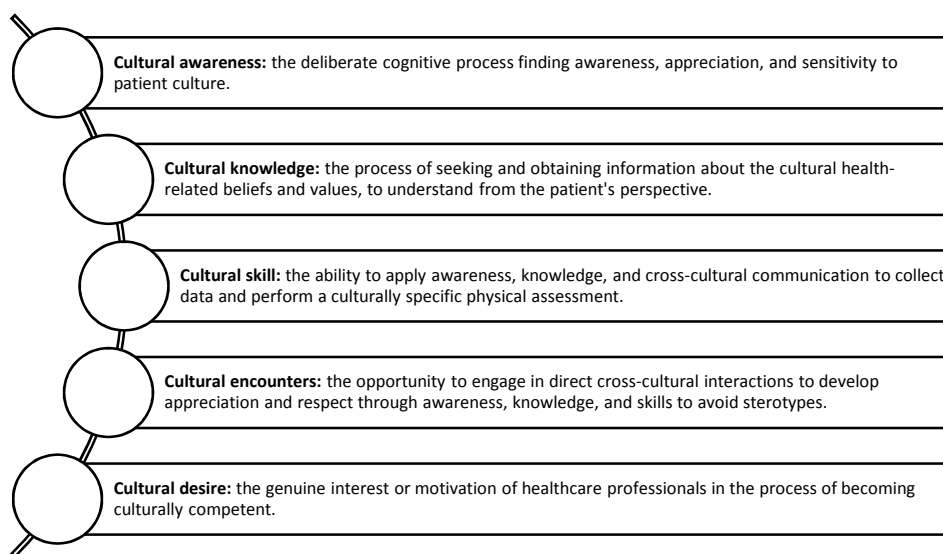 Cultural awareness: the deliberate cognitive process finding awareness, appreciation, and sensitivity to
patient culture.
Cultural knowledge: the process of seeking and obtaining information about the cultural health-
related beliefs and values, to understand from the patient's perspective.
Cultural skill: the ability to apply awareness, knowledge, and cross-cultural communication to collect
data and perform a culturally specific physical assessment.
Cultural encounters: the opportunity to engage in direct cross-cultural interactions to develop
appreciation and respect through awareness, knowledge, and skills to avoid sterotypes.
Cultural desire: the genuine interest or motivation of healthcare professionals in the process of becoming
culturally competent.